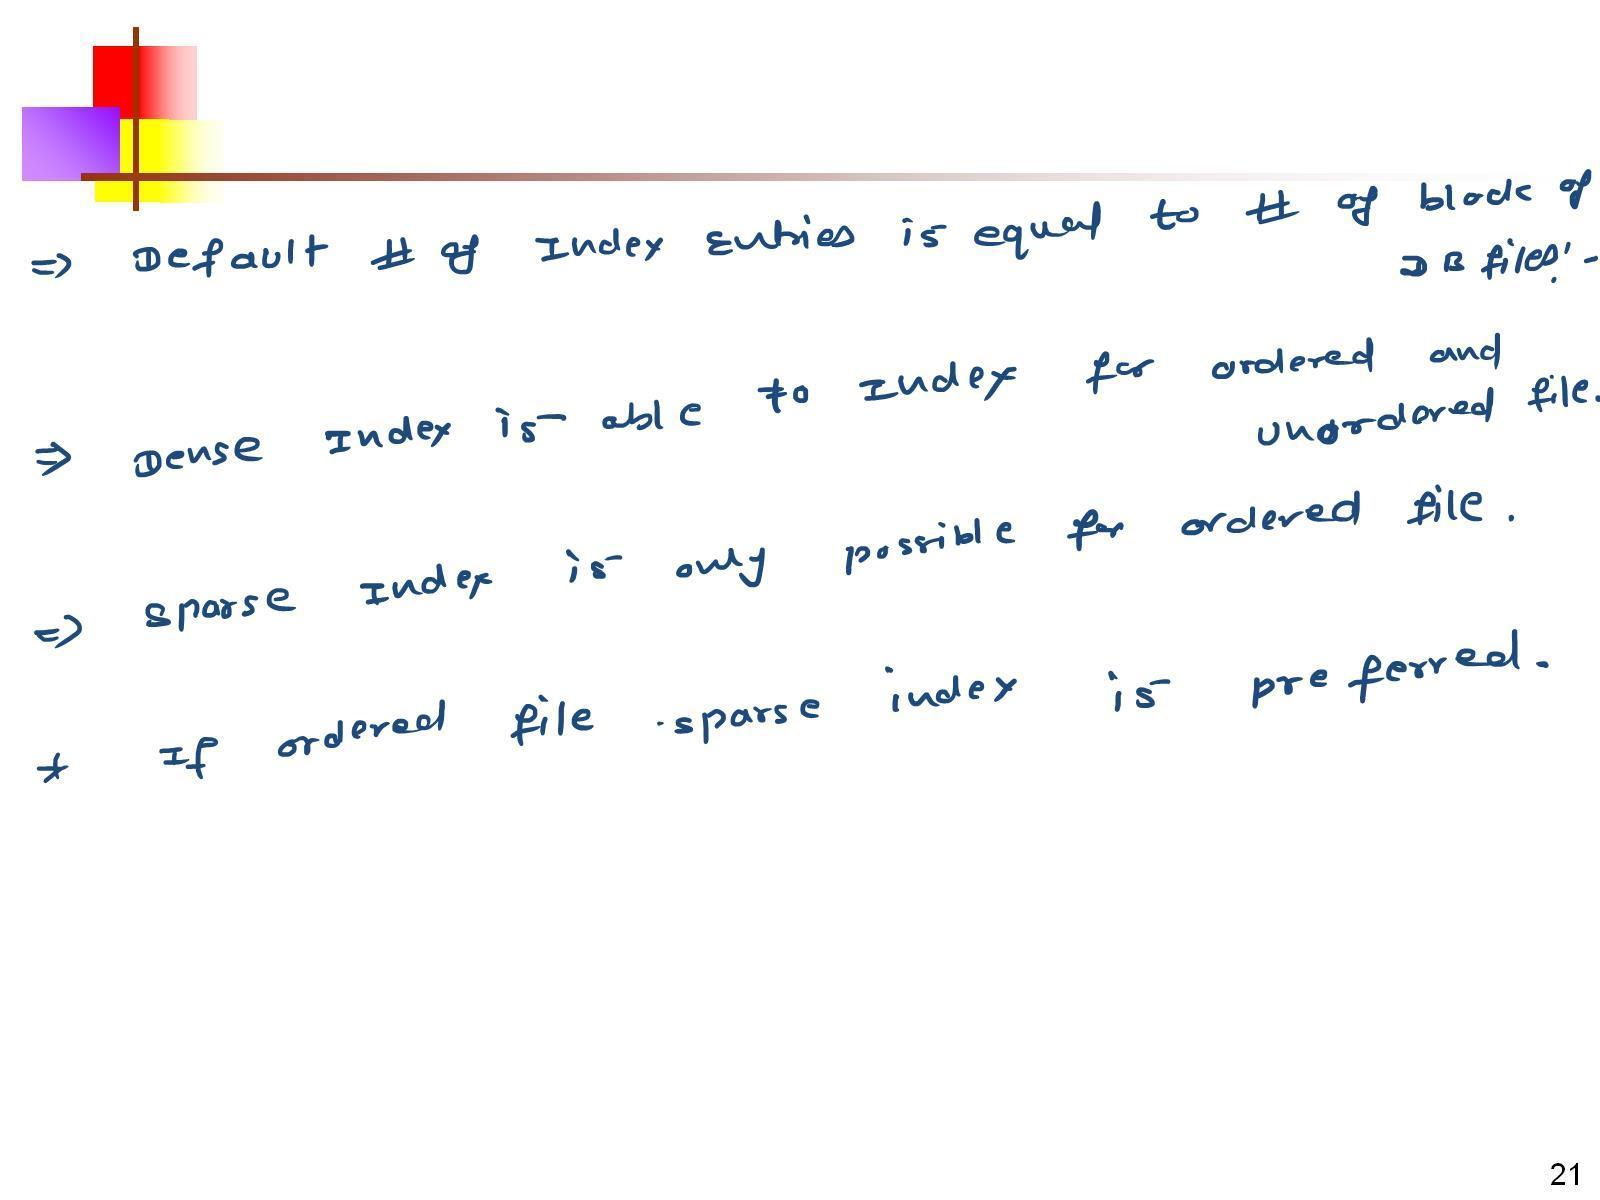 => Default # of Index Entries is equal to # of block of
DB files.
=> Dense Index is able to Index for ordered and
unordered file.
=> Sparse Index is only possible for ordered file.
* If ordered file sparse index is preferred.
21